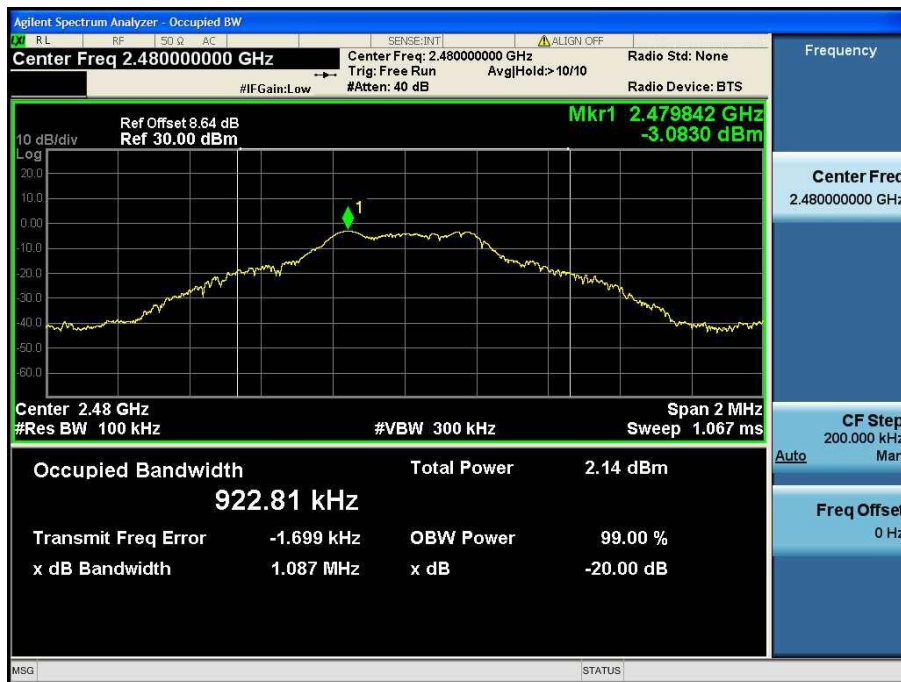 Agilent Spectrum Analyzer - Occupied BW
LXI RL RF 50 Ω AC SENSE:INT ALIGN OFF
Center Freq 2.480000000 GHz
Center Freq: 2.480000000 GHz Radio Std: None
Trig: Free Run Avg|Hold:>10/10
#IFGain:Low #Atten: 40 dB Radio Device: BTS
Frequency
Mkr1 2.479842 GHz
-3.0830 dBm
Ref Offset 8.64 dB
10 dB/div Ref 30.00 dBm
Log
20.0
10.0
0.00
-10.0
-20.0
-30.0
-40.0
-50.0
-60.0
1
Center 2.48 GHz Span 2 MHz
#Res BW 100 kHz #VBW 300 kHz Sweep 1.067 ms
Center Freq
2.480000000 GHz
CF Step
200.000 kHz
Auto Man
Freq Offset
0 Hz
Occupied Bandwidth Total Power 2.14 dBm
922.81 kHz
Transmit Freq Error -1.699 kHz OBW Power 99.00 %
x dB Bandwidth 1.087 MHz x dB -20.00 dB
MSG STATUS